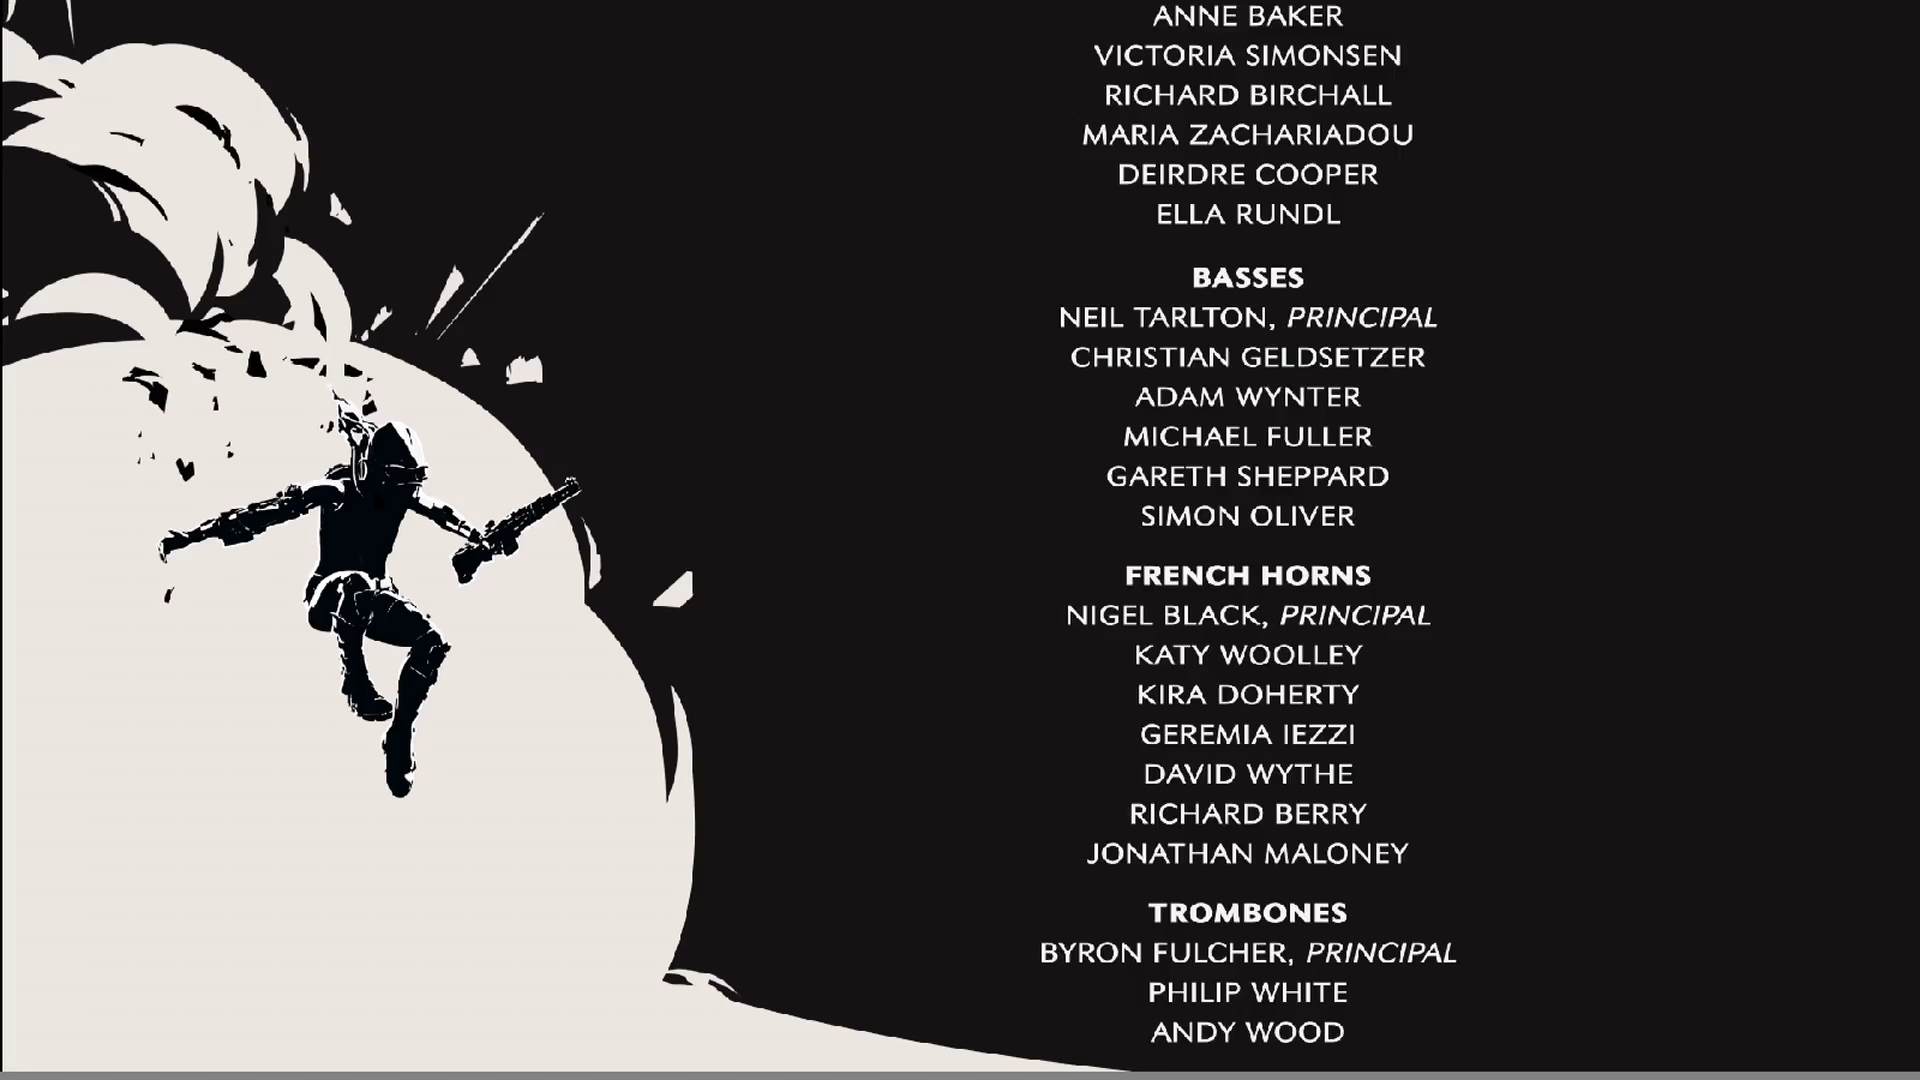 ANNE BAKER
VICTORIA SIMONSEN
RICHARD BIRCHALL
MARIA ZACHARIADOU
DEIRDRE COOPER
ELLA RUNDL
BASSES
NEIL TARLTON, PRINCIPAL
CHRISTIAN GELDSETZER
ADAM WYNTER
MICHAEL FULLER
GARETH SHEPPARD
SIMON OLIVER
FRENCH HORNS
NIGEL BLACK, PRINCIPAL
KATY WOOLLEY
KIRA DOHERTY
GEREMIA IEZZI
DAVID WYTHE
RICHARD BERRY
JONATHAN MALONEY
TROMBONES
BYRON FULCHER, PRINCIPAL
PHILIP WHITE
ANDY WOOD